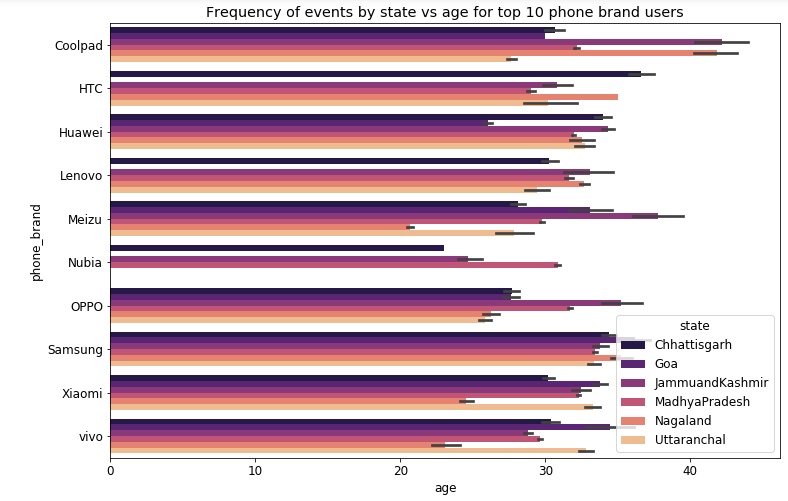 Frequency of events by state vs age for top 10 phone brand users
phone_brand
Coolpad
HTC
Huawei
Lenovo
Meizu
Nubia
OPPO
Samsung
Xiaomi
vivo
state
Chhattisgarh
Goa
JammuandKashmir
MadhyaPradesh
Nagaland
Uttaranchal
0 10 20 30 40
age